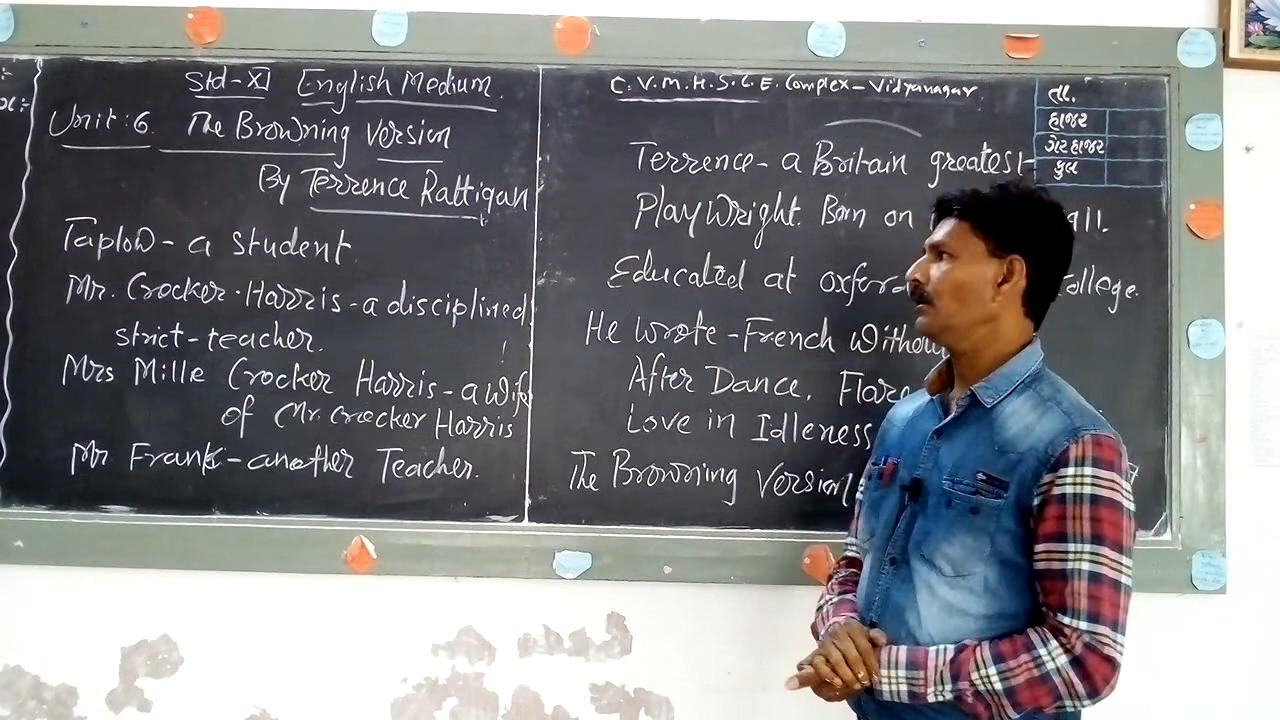 Std-XI English Medium.
Unit:6. The Browning Version
By Terrence Rattigan
Taplow - a student.
Mr. Crocker.Harris - a disciplined
strict-teacher.
Mrs Mille Crocker Harris - a wife
of Mr. Croecker Harris
Mr Frank - another Teacher.
C.V.M.H.S.C.E. Complex - Vidyanagar
Terrence - a Britain greatest
PlayWright. Born on
Educated at oxford
He wrote - French Without
After Dance, Flare
Love in Idleness,
The Browning Version
તા.
હાજર
ગેરહાજર
કુલ